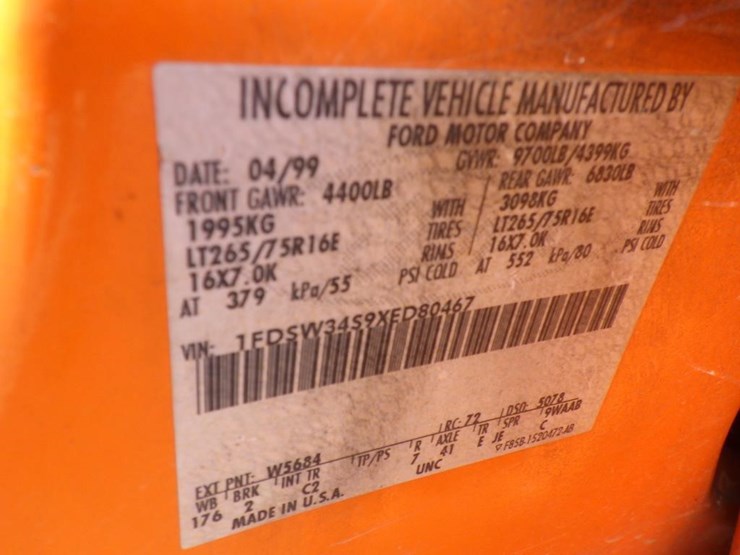 INCOMPLETE VEHICLE MANUFACTURED BY
FORD MOTOR COMPANY
DATE: 04/99 GVWR: 9700LB/4399KG
FRONT GAWR: 4400LB REAR GAWR: 6830LB
1995KG WITH 3098KG WITH
LT265/75R16E TIRES LT265/75R16E TIRES
16X7.0K RIMS 16X7.0K RIMS
AT 379 kPa/55 PSI COLD AT 552 kPa/80 PSI COLD
VIN: 1FDSW34S9XED80467
EXT PNT: W5684 RC: 72 DSO: 5078
WB BRK INT TR TP/PS R AXLE TR SPR 9WAAB
176 2 C2 7 41 E JE C
MADE IN U.S.A. UNC F85B-1520472-AB